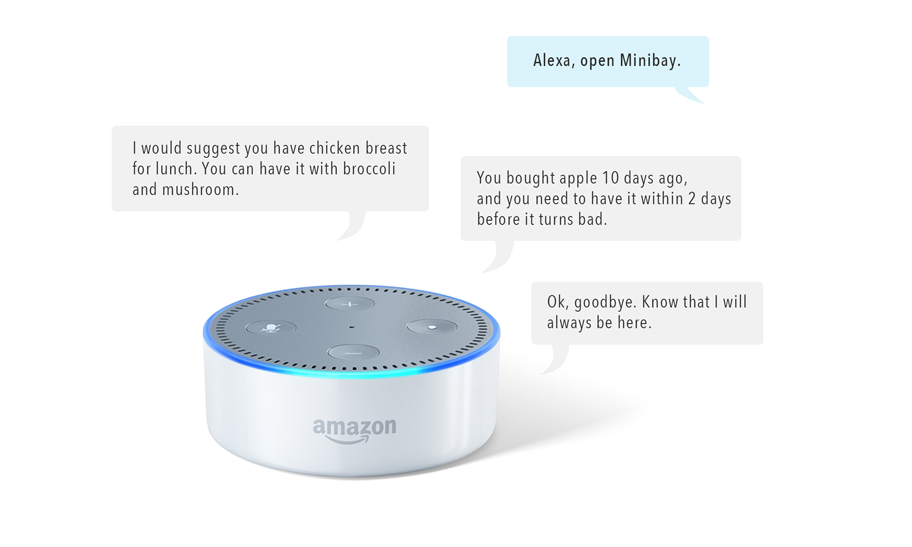 Alexa, open Minibay.
I would suggest you have chicken breast
for lunch. You can have it with broccoli
and mushroom.
You bought apple 10 days ago,
and you need to have it within 2 days
before it turns bad.
Ok, goodbye. Know that I will
always be here.
amazon